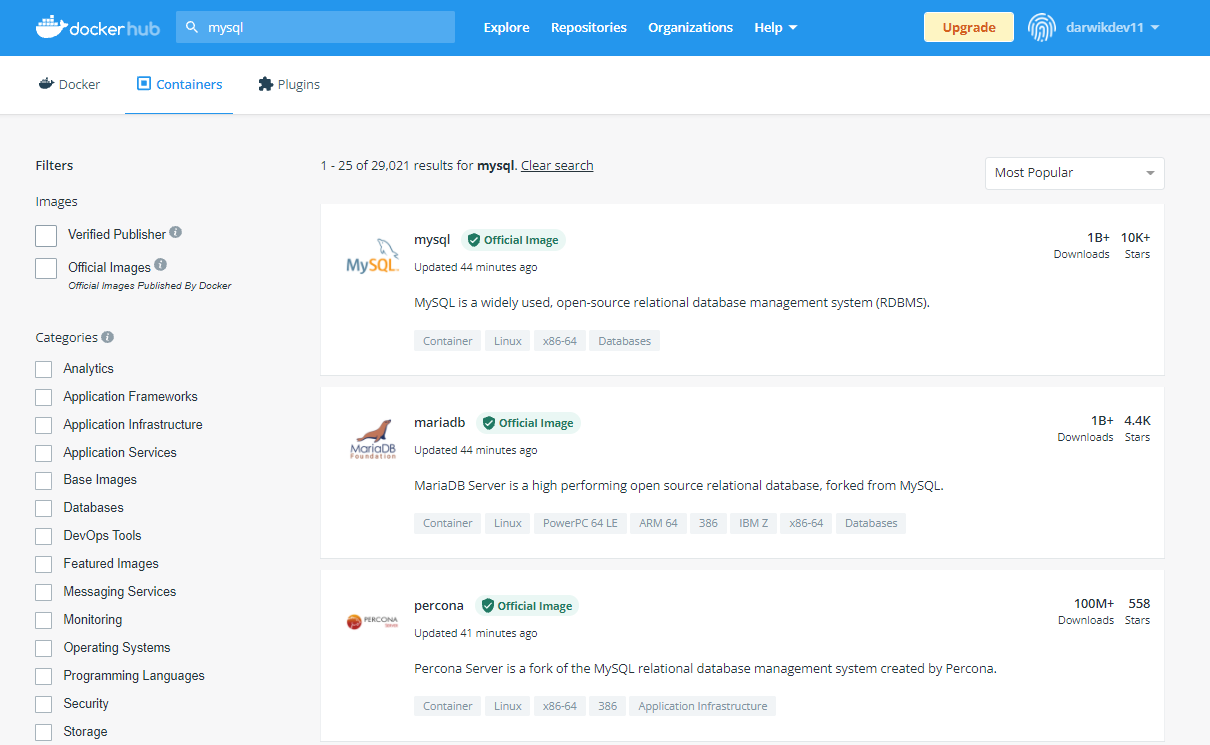 dockerhub
mysql
Explore
Repositories
Organizations
Help
Upgrade
darwikdev11
Docker
Containers
Plugins
Filters
Images
Verified Publisher
Official Images
Official Images Published By Docker
Categories
Analytics
Application Frameworks
Application Infrastructure
Application Services
Base Images
Databases
DevOps Tools
Featured Images
Messaging Services
Monitoring
Operating Systems
Programming Languages
Security
Storage
1 - 25 of 29,021 results for mysql. Clear search
Most Popular
MySQL
mysql Official Image
Updated 44 minutes ago
MySQL is a widely used, open-source relational database management system (RDBMS).
Container Linux x86-64 Databases
1B+ 10K+
Downloads Stars
MariaDB
Foundation
mariadb Official Image
Updated 44 minutes ago
MariaDB Server is a high performing open source relational database, forked from MySQL.
Container Linux PowerPC 64 LE ARM 64 386 IBM Z x86-64 Databases
1B+ 4.4K
Downloads Stars
PERCONA
percona Official Image
Updated 41 minutes ago
Percona Server is a fork of the MySQL relational database management system created by Percona.
Container Linux x86-64 386 Application Infrastructure
100M+ 558
Downloads Stars